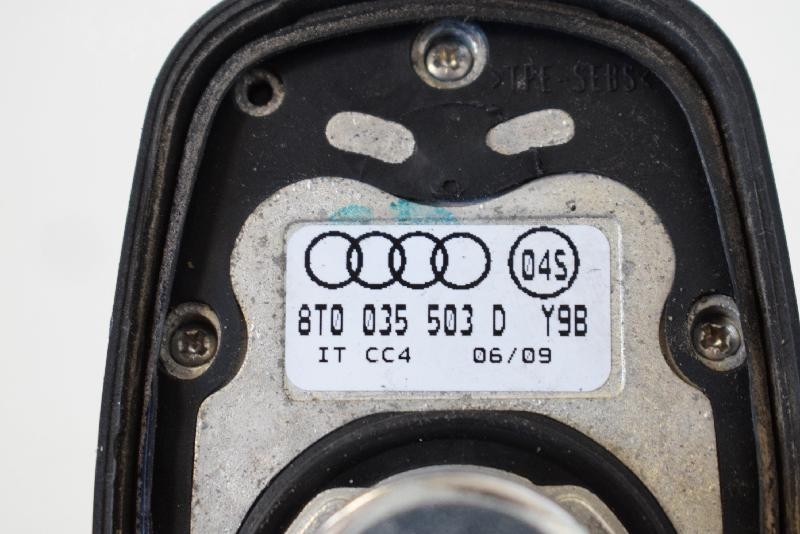 >TPE-SEBS<
04S
8T0 035 503 D Y9B
IT CC4 06/09